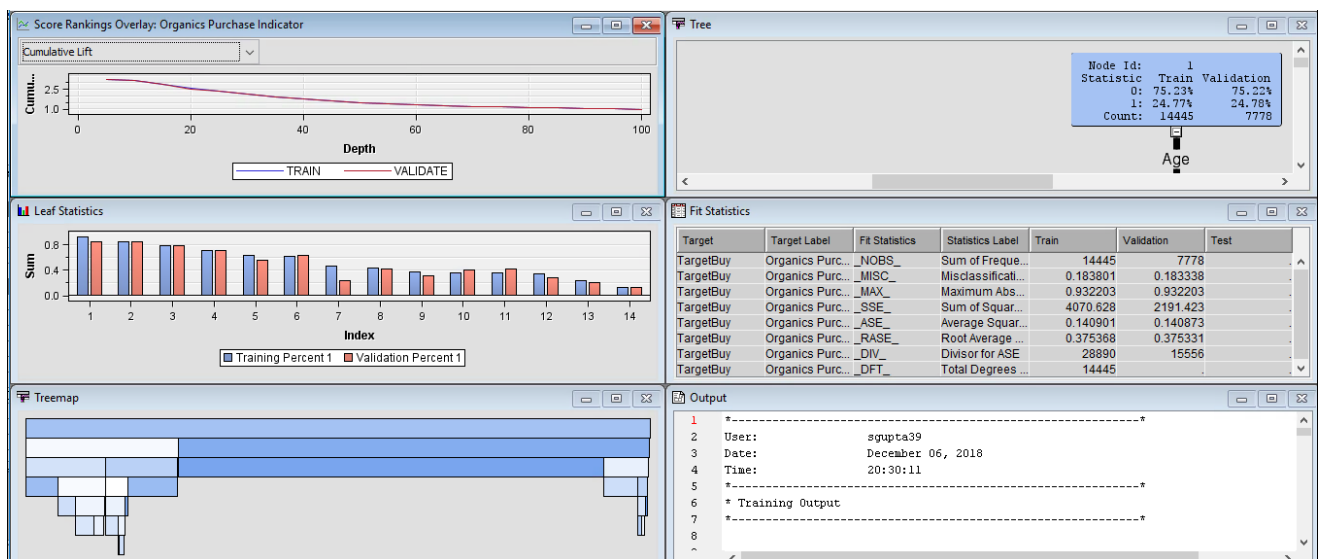 Score Rankings Overlay: Organics Purchase Indicator
Cumulative Lift
Cumu...
2.5
1.0
0 20 40 60 80 100
Depth
TRAIN VALIDATE
Tree
Node Id: 1
Statistic Train Validation
0: 75.23% 75.22%
1: 24.77% 24.78%
Count: 14445 7778
Age
Leaf Statistics
Sum
0.8
0.4
0.0
1 2 3 4 5 6 7 8 9 10 11 12 13 14
Index
Training Percent 1 Validation Percent 1
Fit Statistics
Target Target Label Fit Statistics Statistics Label Train Validation Test
TargetBuy Organics Purc... _NOBS_ Sum of Freque... 14445 7778 .
TargetBuy Organics Purc... _MISC_ Misclassificati... 0.183801 0.183338 .
TargetBuy Organics Purc... _MAX_ Maximum Abs... 0.932203 0.932203 .
TargetBuy Organics Purc... _SSE_ Sum of Squar... 4070.628 2191.423 .
TargetBuy Organics Purc... _ASE_ Average Squar... 0.140901 0.140873 .
TargetBuy Organics Purc... _RASE_ Root Average ... 0.375368 0.375331 .
TargetBuy Organics Purc... _DIV_ Divisor for ASE 28890 15556 .
TargetBuy Organics Purc... _DFT_ Total Degrees ... 14445 . .
Treemap
Output
1 *------------------------------------------------------------*
2 User: sgupta39
3 Date: December 06, 2018
4 Time: 20:30:11
5 *------------------------------------------------------------*
6 * Training Output
7 *------------------------------------------------------------*
8